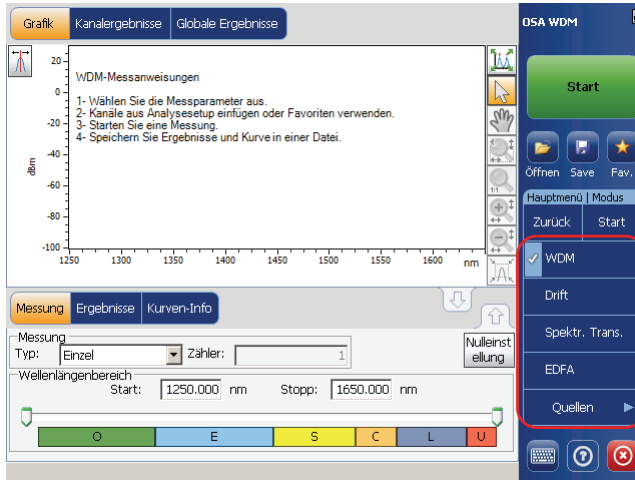 Grafik Kanalergebnisse Globale Ergebnisse
20
0
-20
-40
-60
-80
-100
dBm
WDM-Messanweisungen
1- Wählen Sie die Messparameter aus.
2- Kanäle aus Analysesetup einfügen oder Favoriten verwenden.
3- Starten Sie eine Messung.
4- Speichern Sie Ergebnisse und Kurve in einer Datei.
1250 1300 1350 1400 1450 1500 1550 1600 nm
1:1
Messung Ergebnisse Kurven-Info
Messung
Typ: Einzel Zähler: 1
Nulleinst
ellung
Wellenlängenbereich
Start: 1250.000 nm Stopp: 1650.000 nm
O E S C L U
OSA WDM
Start
Öffnen Save Fav.
Hauptmenü | Modus
Zurück Start
WDM
Drift
Spektr. Trans.
EDFA
Quellen